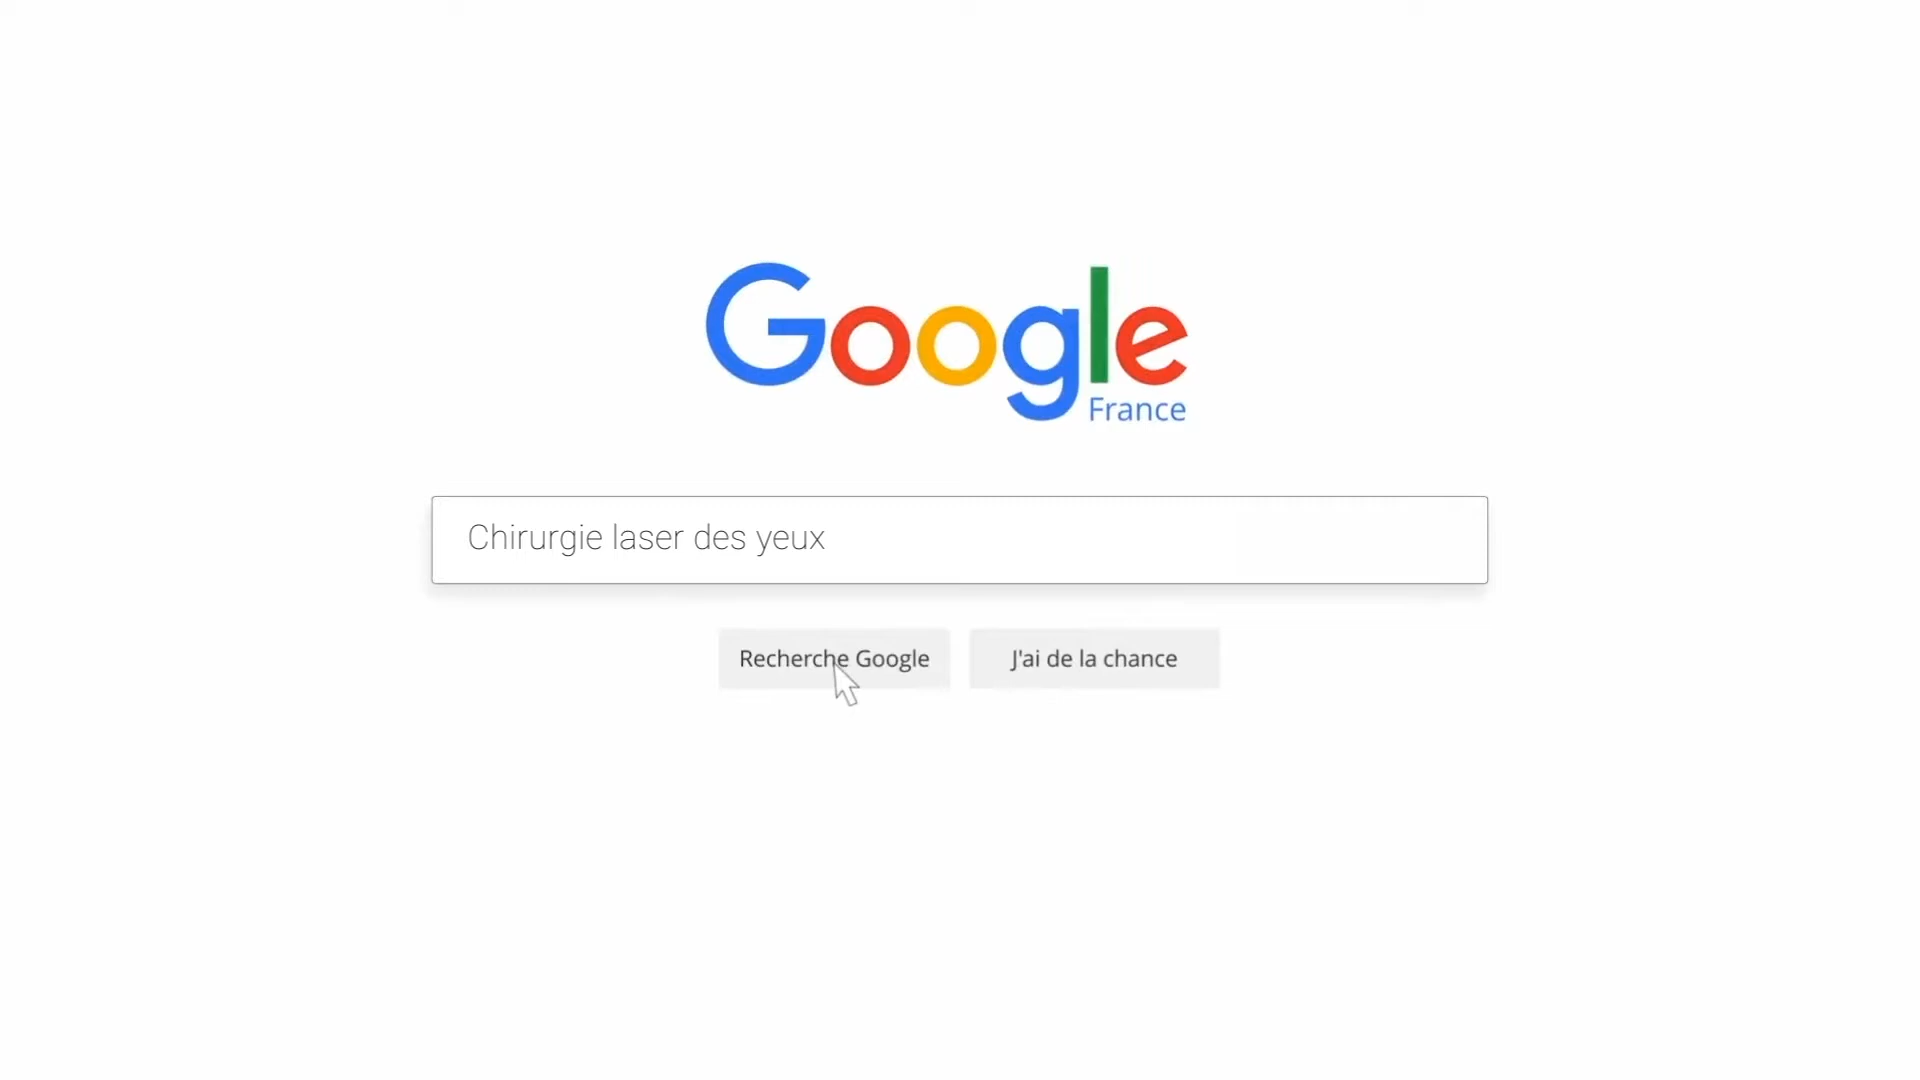 Google
France
Chirurgie laser des yeux
Recherche Google
J'ai de la chance